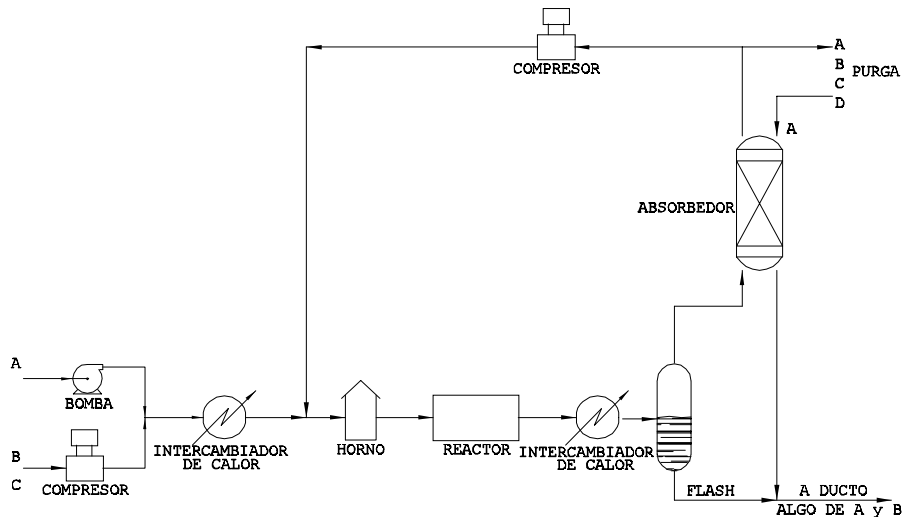 COMPRESOR
A
B
C
D
PURGA
A
ABSORBEDOR
A
BOMBA
B
C
COMPRESOR
INTERCAMBIADOR
DE CALOR
HORNO
REACTOR
INTERCAMBIADOR
DE CALOR
FLASH
A DUCTO
ALGO DE A y B